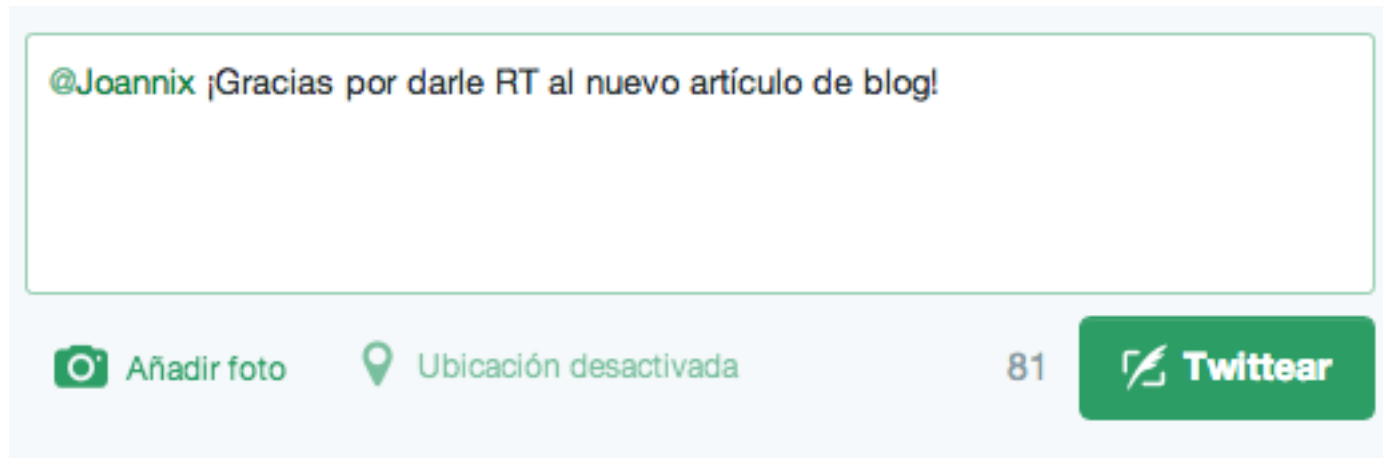 @Joannix ¡Gracias por darle RT al nuevo artículo de blog!
Añadir foto Ubicación desactivada 81 Twittear